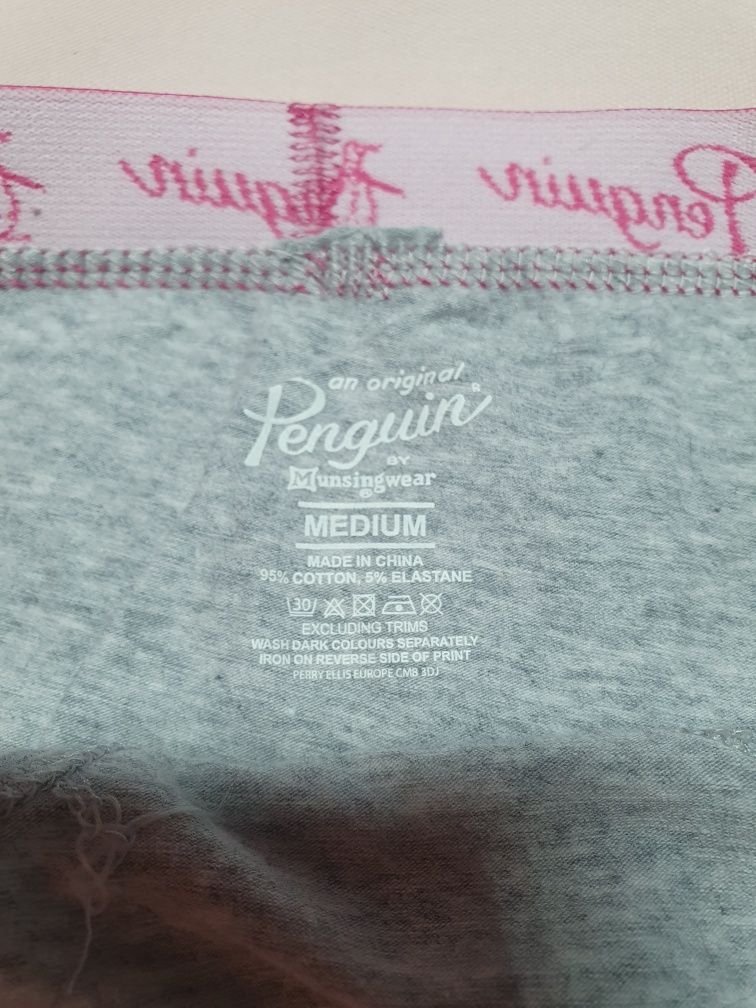 Penguin
Penguin
an original
Penguin®
BY
Munsingwear
®
MEDIUM
MADE IN CHINA
95% COTTON, 5% ELASTANE
30
EXCLUDING TRIMS
WASH DARK COLOURS SEPARATELY
IRON ON REVERSE SIDE OF PRINT
PERRY ELLIS EUROPE CM8 3DJ